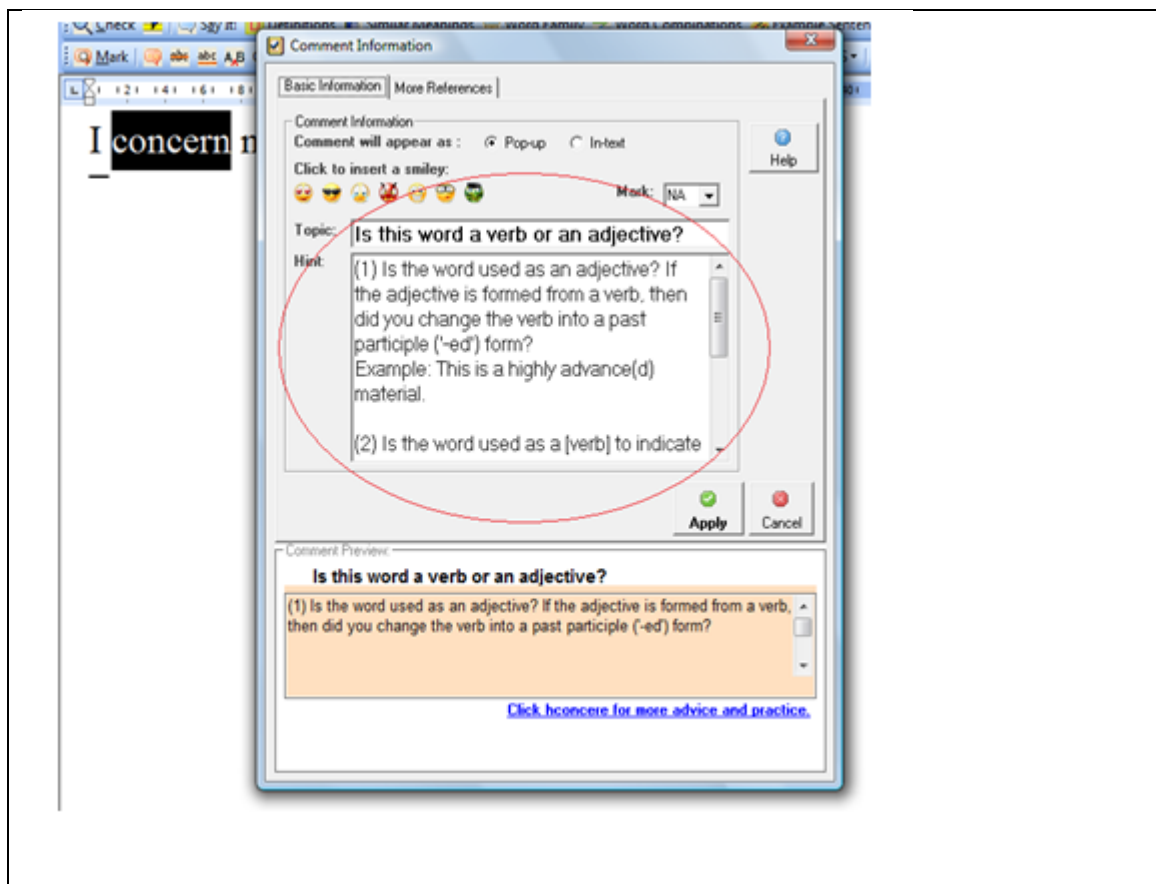 Check Say It! Definitions Similar Meanings Word Family Word Combinations Example Senten
Mark abc abc A,B
Comment Information
I concern
Basic Information More References
Comment Information
Comment will appear as : Pop-up In-text
Help
Click to insert a smiley:
Mark: NA
Topic: Is this word a verb or an adjective?
Hint: (1) Is the word used as an adjective? If
the adjective is formed from a verb, then
did you change the verb into a past
participle ('-ed') form?
Example: This is a highly advance(d)
material.
(2) Is the word used as a [verb] to indicate
Apply Cancel
Comment Preview:
Is this word a verb or an adjective?
(1) Is the word used as an adjective? If the adjective is formed from a verb,
then did you change the verb into a past participle ('-ed') form?
Click hconcere for more advice and practice.